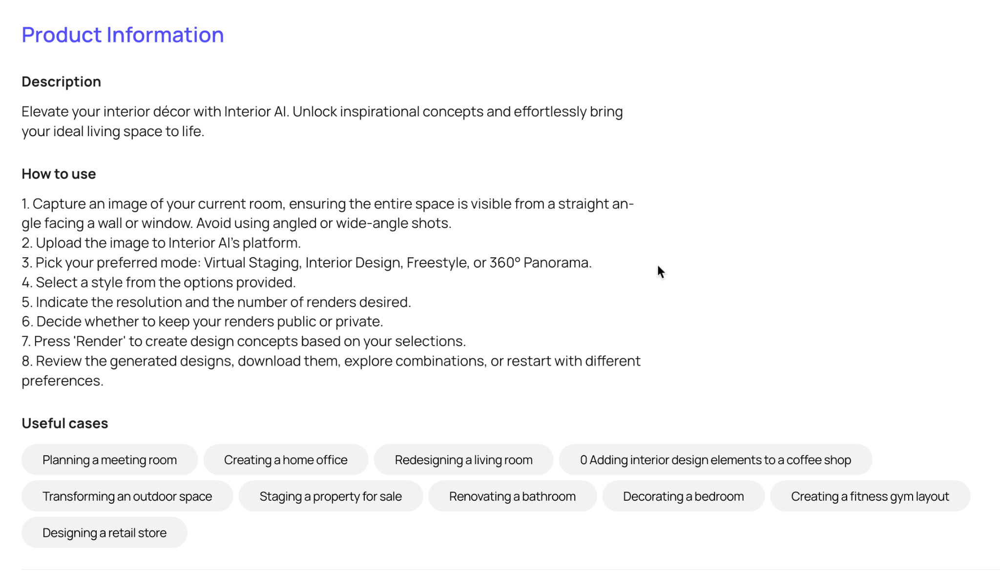 Product Information
Description
Elevate your interior décor with Interior AI. Unlock inspirational concepts and effortlessly bring
your ideal living space to life.
How to use
1. Capture an image of your current room, ensuring the entire space is visible from a straight an-
gle facing a wall or window. Avoid using angled or wide-angle shots.
2. Upload the image to Interior AI’s platform.
3. Pick your preferred mode: Virtual Staging, Interior Design, Freestyle, or 360° Panorama.
4. Select a style from the options provided.
5. Indicate the resolution and the number of renders desired.
6. Decide whether to keep your renders public or private.
7. Press 'Render' to create design concepts based on your selections.
8. Review the generated designs, download them, explore combinations, or restart with different
preferences.
Useful cases
Planning a meeting room Creating a home office Redesigning a living room 0 Adding interior design elements to a coffee shop
Transforming an outdoor space Staging a property for sale Renovating a bathroom Decorating a bedroom Creating a fitness gym layout
Designing a retail store